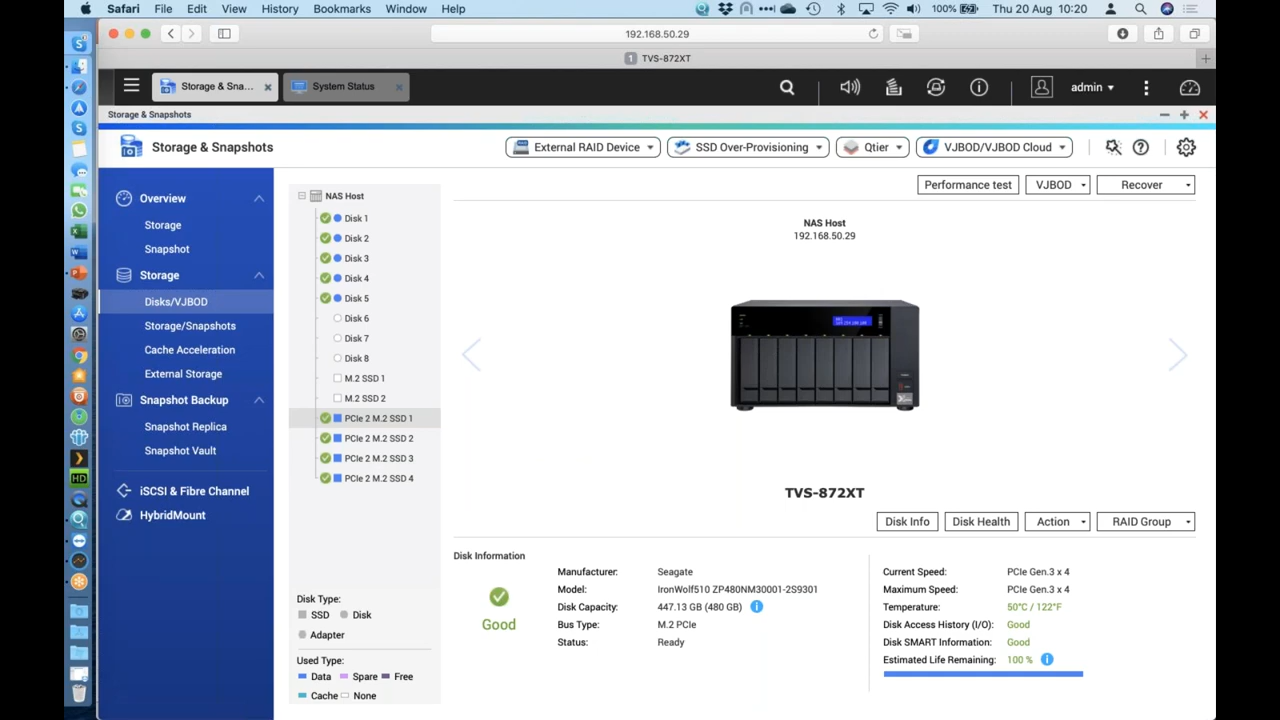 Safari File Edit View History Bookmarks Window Help 100% Thu 20 Aug 10:20
192.168.50.29
1 TVS-872XT
Storage & Sna... × System Status × admin
Storage & Snapshots
Storage & Snapshots External RAID Device SSD Over-Provisioning Qtier VJBOD/VJBOD Cloud
Performance test VJBOD Recover
Overview
Storage
Snapshot
Storage
Disks/VJBOD
Storage/Snapshots
Cache Acceleration
External Storage
Snapshot Backup
Snapshot Replica
Snapshot Vault
iSCSI & Fibre Channel
HybridMount
NAS Host
Disk 1
Disk 2
Disk 3
Disk 4
Disk 5
Disk 6
Disk 7
Disk 8
M.2 SSD 1
M.2 SSD 2
PCIe 2 M.2 SSD 1
PCIe 2 M.2 SSD 2
PCIe 2 M.2 SSD 3
PCIe 2 M.2 SSD 4
Disk Type:
SSD Disk
Adapter
Used Type:
Data Spare Free
Cache None
NAS Host
192.168.50.29
TVS-872XT
Disk Info Disk Health Action RAID Group
Disk Information
Good
Manufacturer: Seagate
Model: IronWolf510 ZP480NM30001-2S9301
Disk Capacity: 447.13 GB (480 GB)
Bus Type: M.2 PCIe
Status: Ready
Current Speed: PCIe Gen.3 x 4
Maximum Speed: PCIe Gen.3 x 4
Temperature: 50°C / 122°F
Disk Access History (I/O): Good
Disk SMART Information: Good
Estimated Life Remaining: 100 %
HD